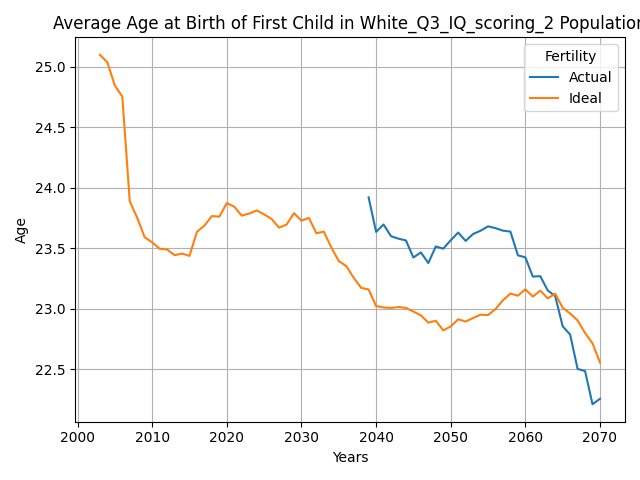 Average Age at Birth of First Child in White_Q3_IQ_scoring_2 Population
Fertility
Actual
Ideal
25.0
24.5
24.0
23.5
23.0
22.5
Age
2000 2010 2020 2030 2040 2050 2060 2070
Years